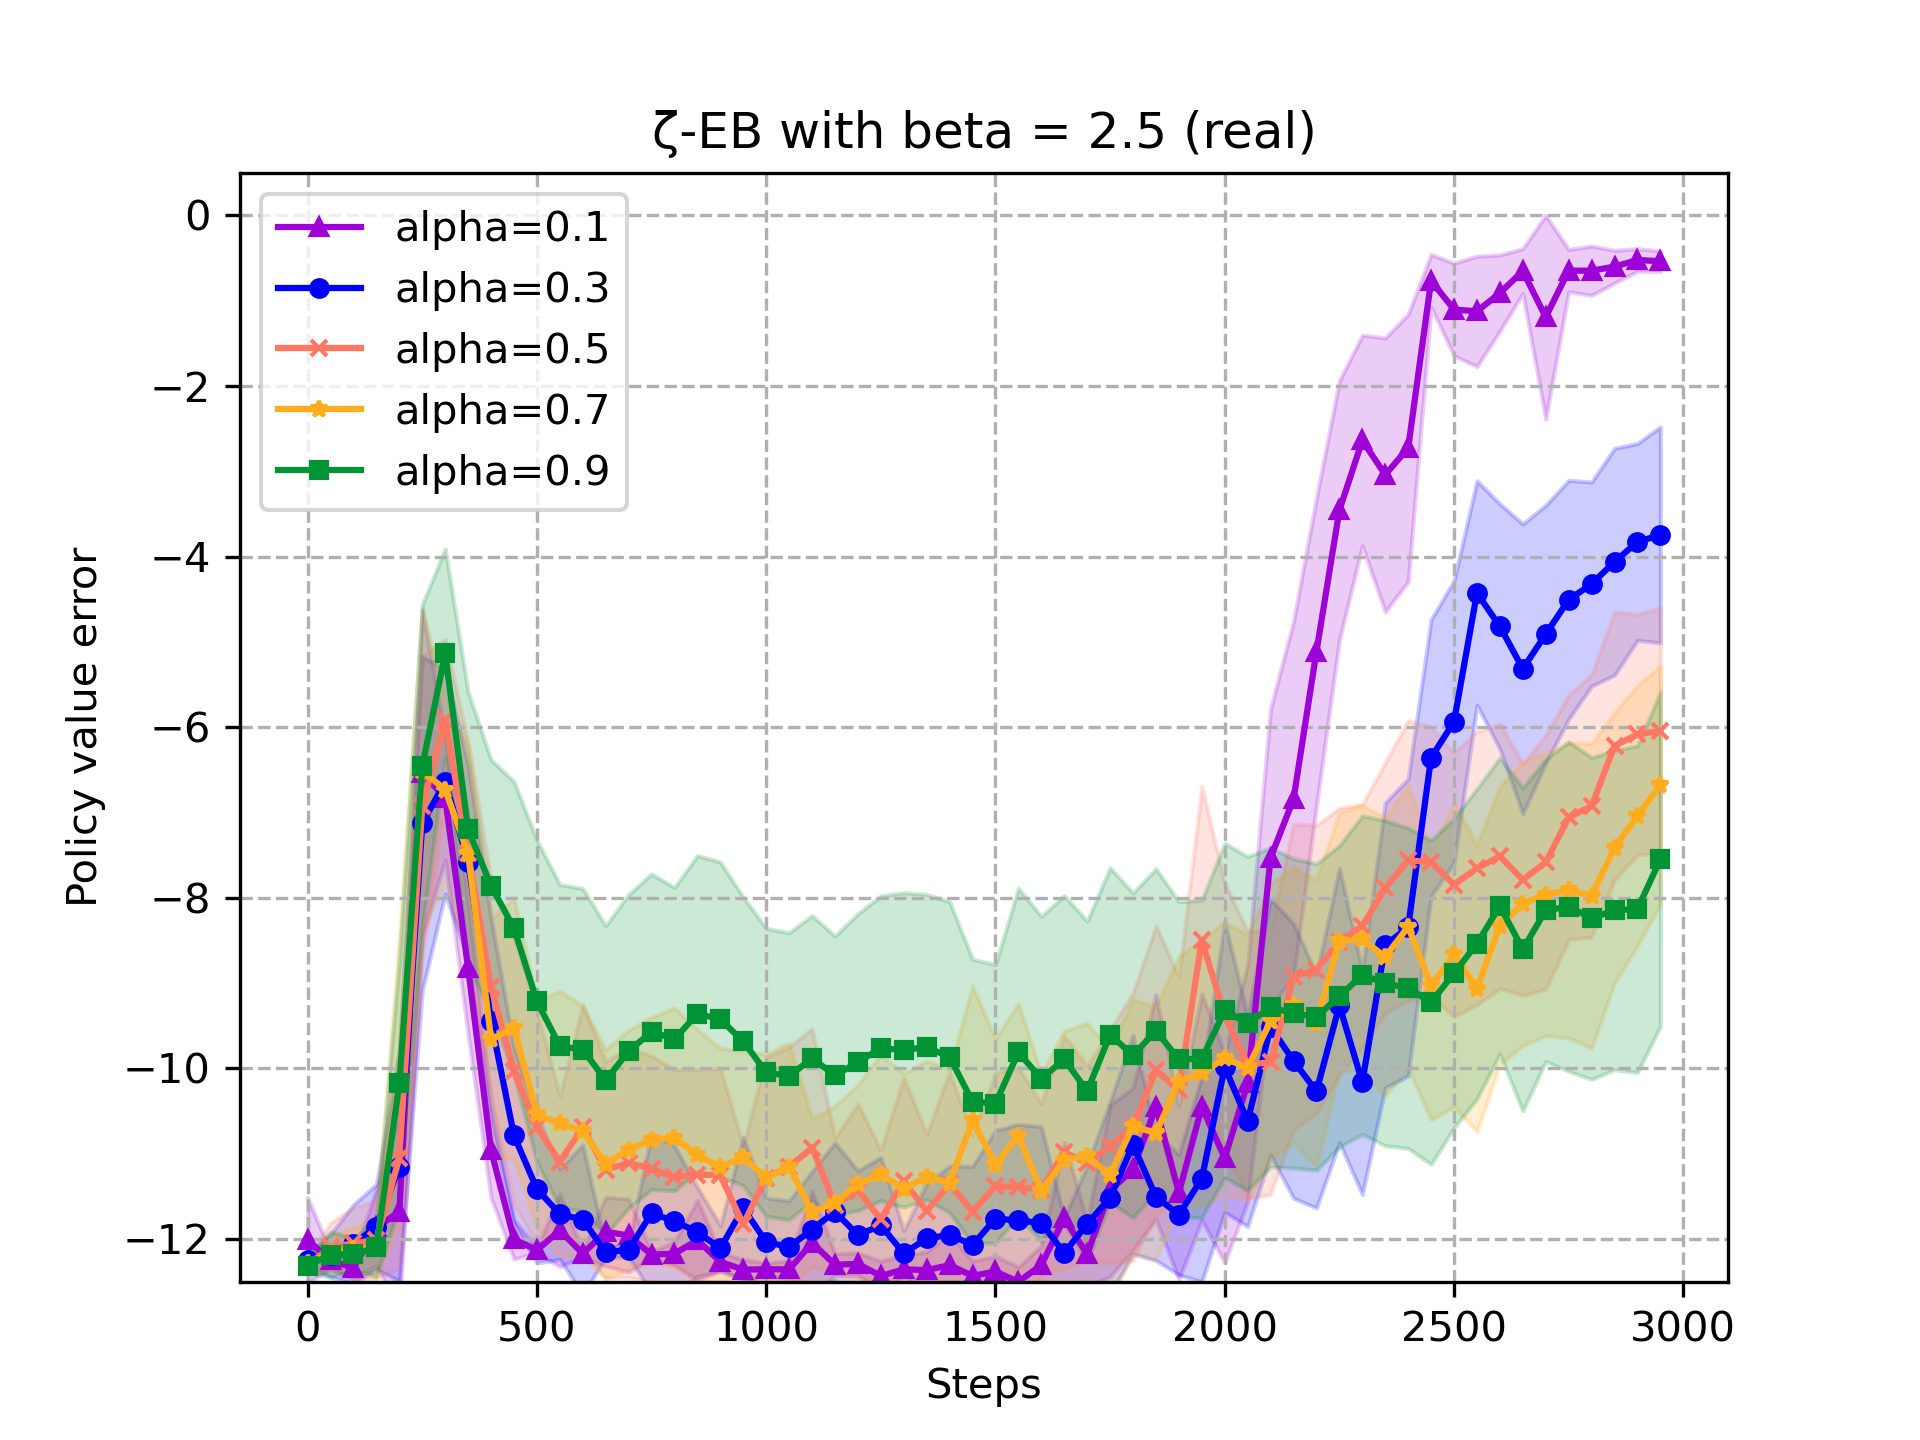 ζ-EB with beta = 2.5 (real)
alpha=0.1
alpha=0.3
alpha=0.5
alpha=0.7
alpha=0.9
Policy value error
0
−2
−4
−6
−8
−10
−12
0 500 1000 1500 2000 2500 3000
Steps